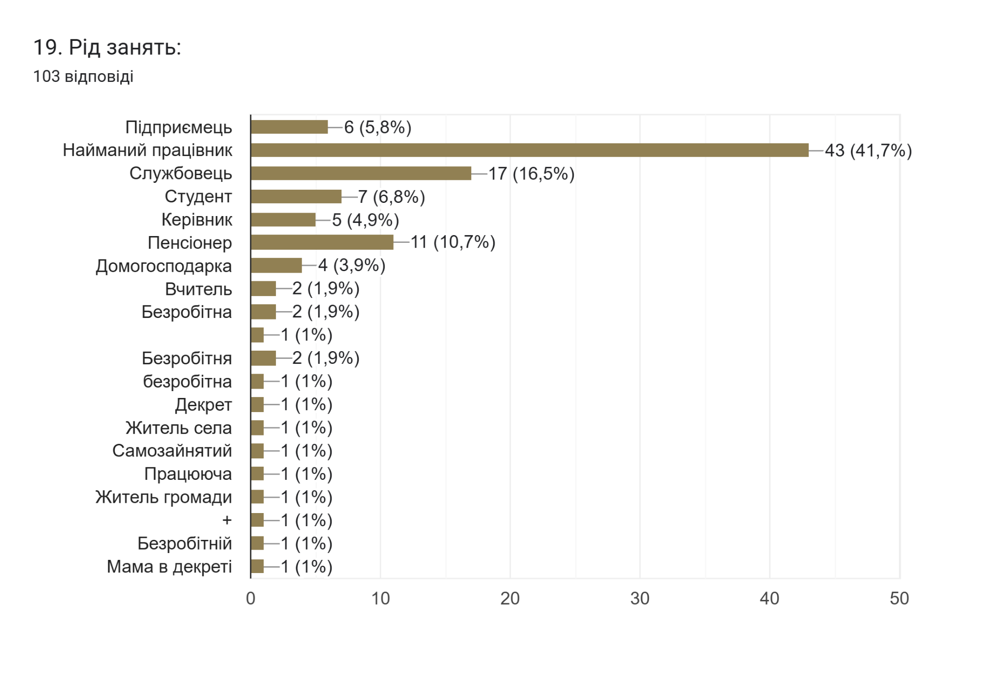 19. Рід занять:
103 відповіді
Підприємець 6 (5,8%)
Найманий працівник 43 (41,7%)
Службовець 17 (16,5%)
Студент 7 (6,8%)
Керівник 5 (4,9%)
Пенсіонер 11 (10,7%)
Домогосподарка 4 (3,9%)
Вчитель 2 (1,9%)
Безробітна 2 (1,9%)
1 (1%)
Безробітня 2 (1,9%)
безробітна 1 (1%)
Декрет 1 (1%)
Житель села 1 (1%)
Самозайнятий 1 (1%)
Працююча 1 (1%)
Житель громади 1 (1%)
+ 1 (1%)
Безробітній 1 (1%)
Мама в декреті 1 (1%)
0 10 20 30 40 50